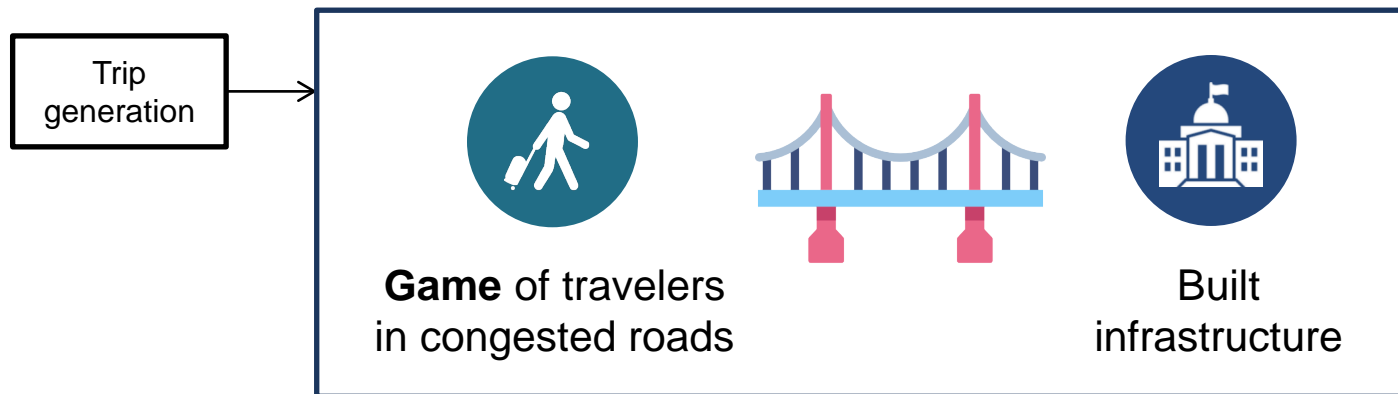 Trip
generation
Game of travelers
in congested roads
Built
infrastructure